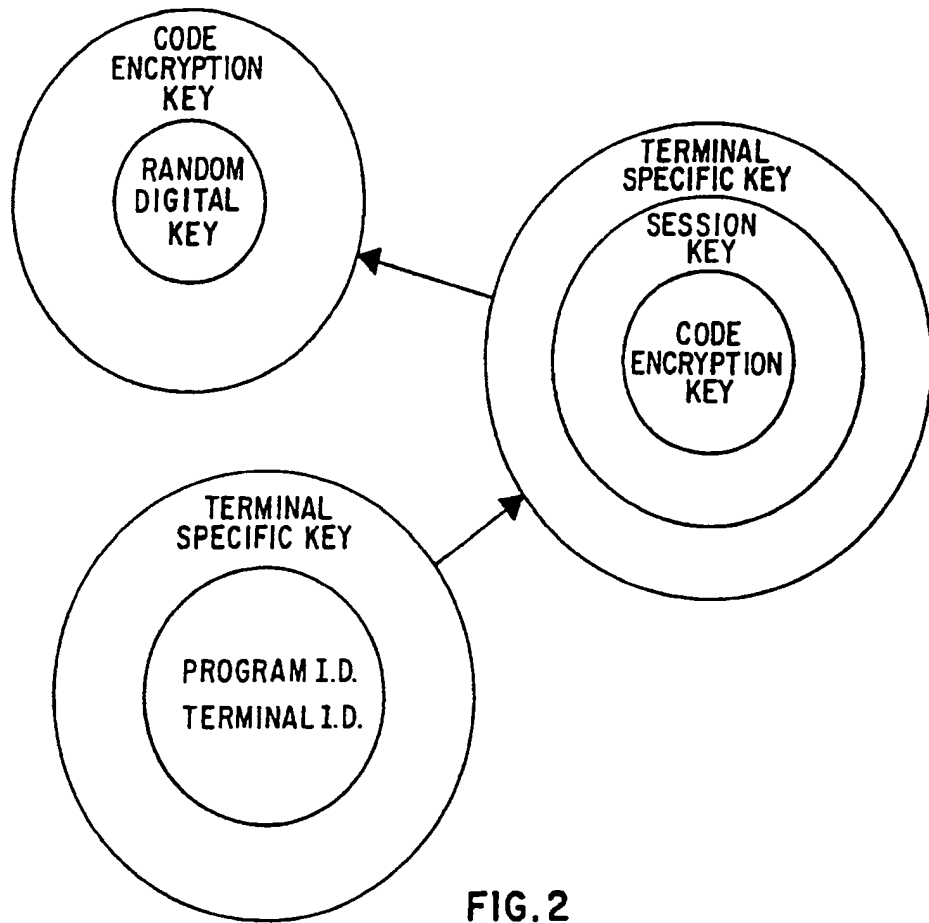 CODE
ENCRYPTION
KEY
RANDOM
DIGITAL
KEY
TERMINAL
SPECIFIC KEY
SESSION
KEY
CODE
ENCRYPTION
KEY
TERMINAL
SPECIFIC KEY
PROGRAM I.D.
TERMINAL I.D.
FIG. 2